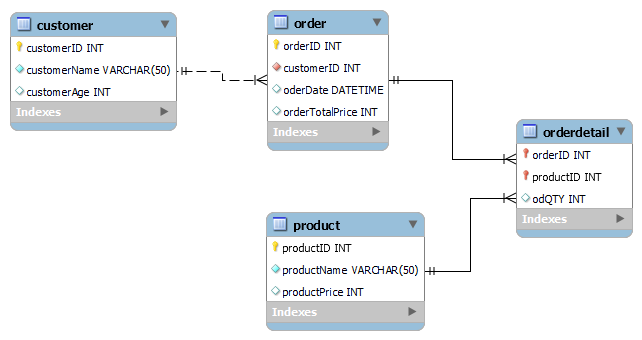 customer
customerID INT
customerName VARCHAR(50)
customerAge INT
Indexes
order
orderID INT
customerID INT
oderDate DATETIME
orderTotalPrice INT
Indexes
orderdetail
orderID INT
productID INT
odQTY INT
Indexes
product
productID INT
productName VARCHAR(50)
productPrice INT
Indexes